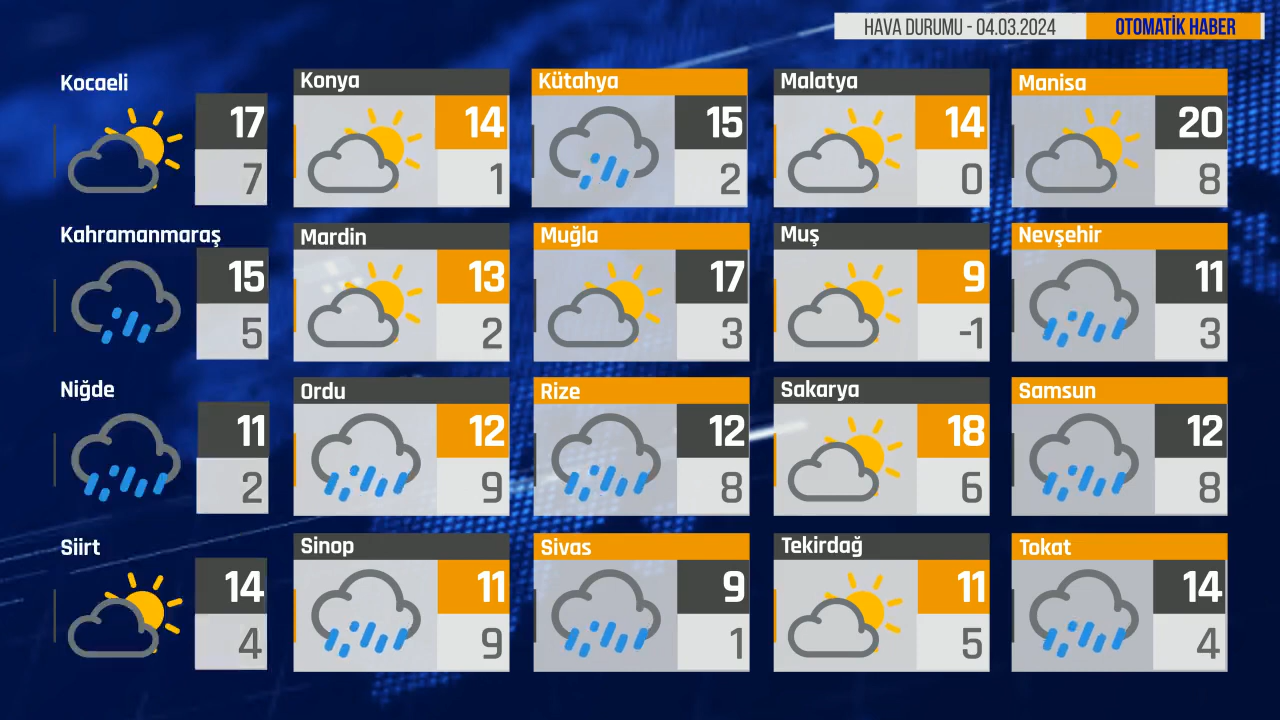 HAVA DURUMU - 04.03.2024 OTOMATİK HABER
Kocaeli
17
7
Konya
14
1
Kütahya
15
2
Malatya
14
0
Manisa
20
8
Kahramanmaraş
15
5
Mardin
13
2
Muğla
17
3
Muş
9
-1
Nevşehir
11
3
Niğde
11
2
Ordu
12
9
Rize
12
8
Sakarya
18
6
Samsun
12
8
Siirt
14
4
Sinop
11
9
Sivas
9
1
Tekirdağ
11
5
Tokat
14
4